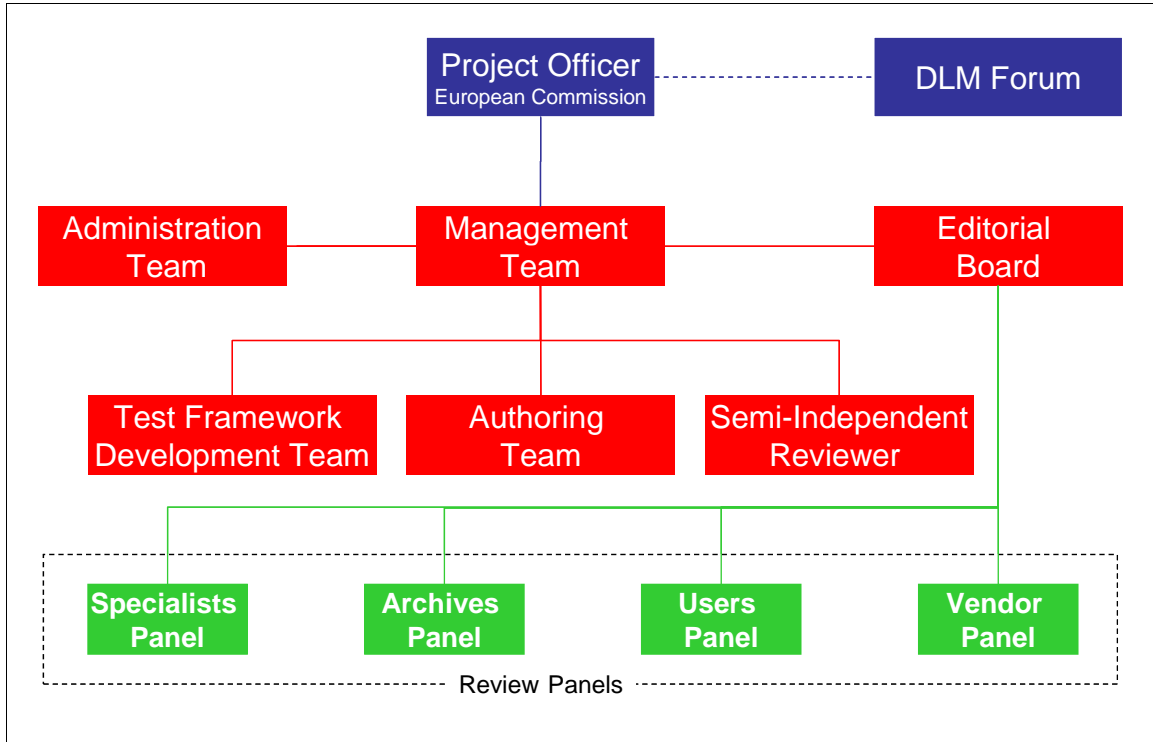 Project Officer
European Commission
DLM Forum
Administration
Team
Management
Team
Editorial
Board
Test Framework
Development Team
Authoring
Team
Semi-Independent
Reviewer
Specialists
Panel
Archives
Panel
Users
Panel
Vendor
Panel
Review Panels